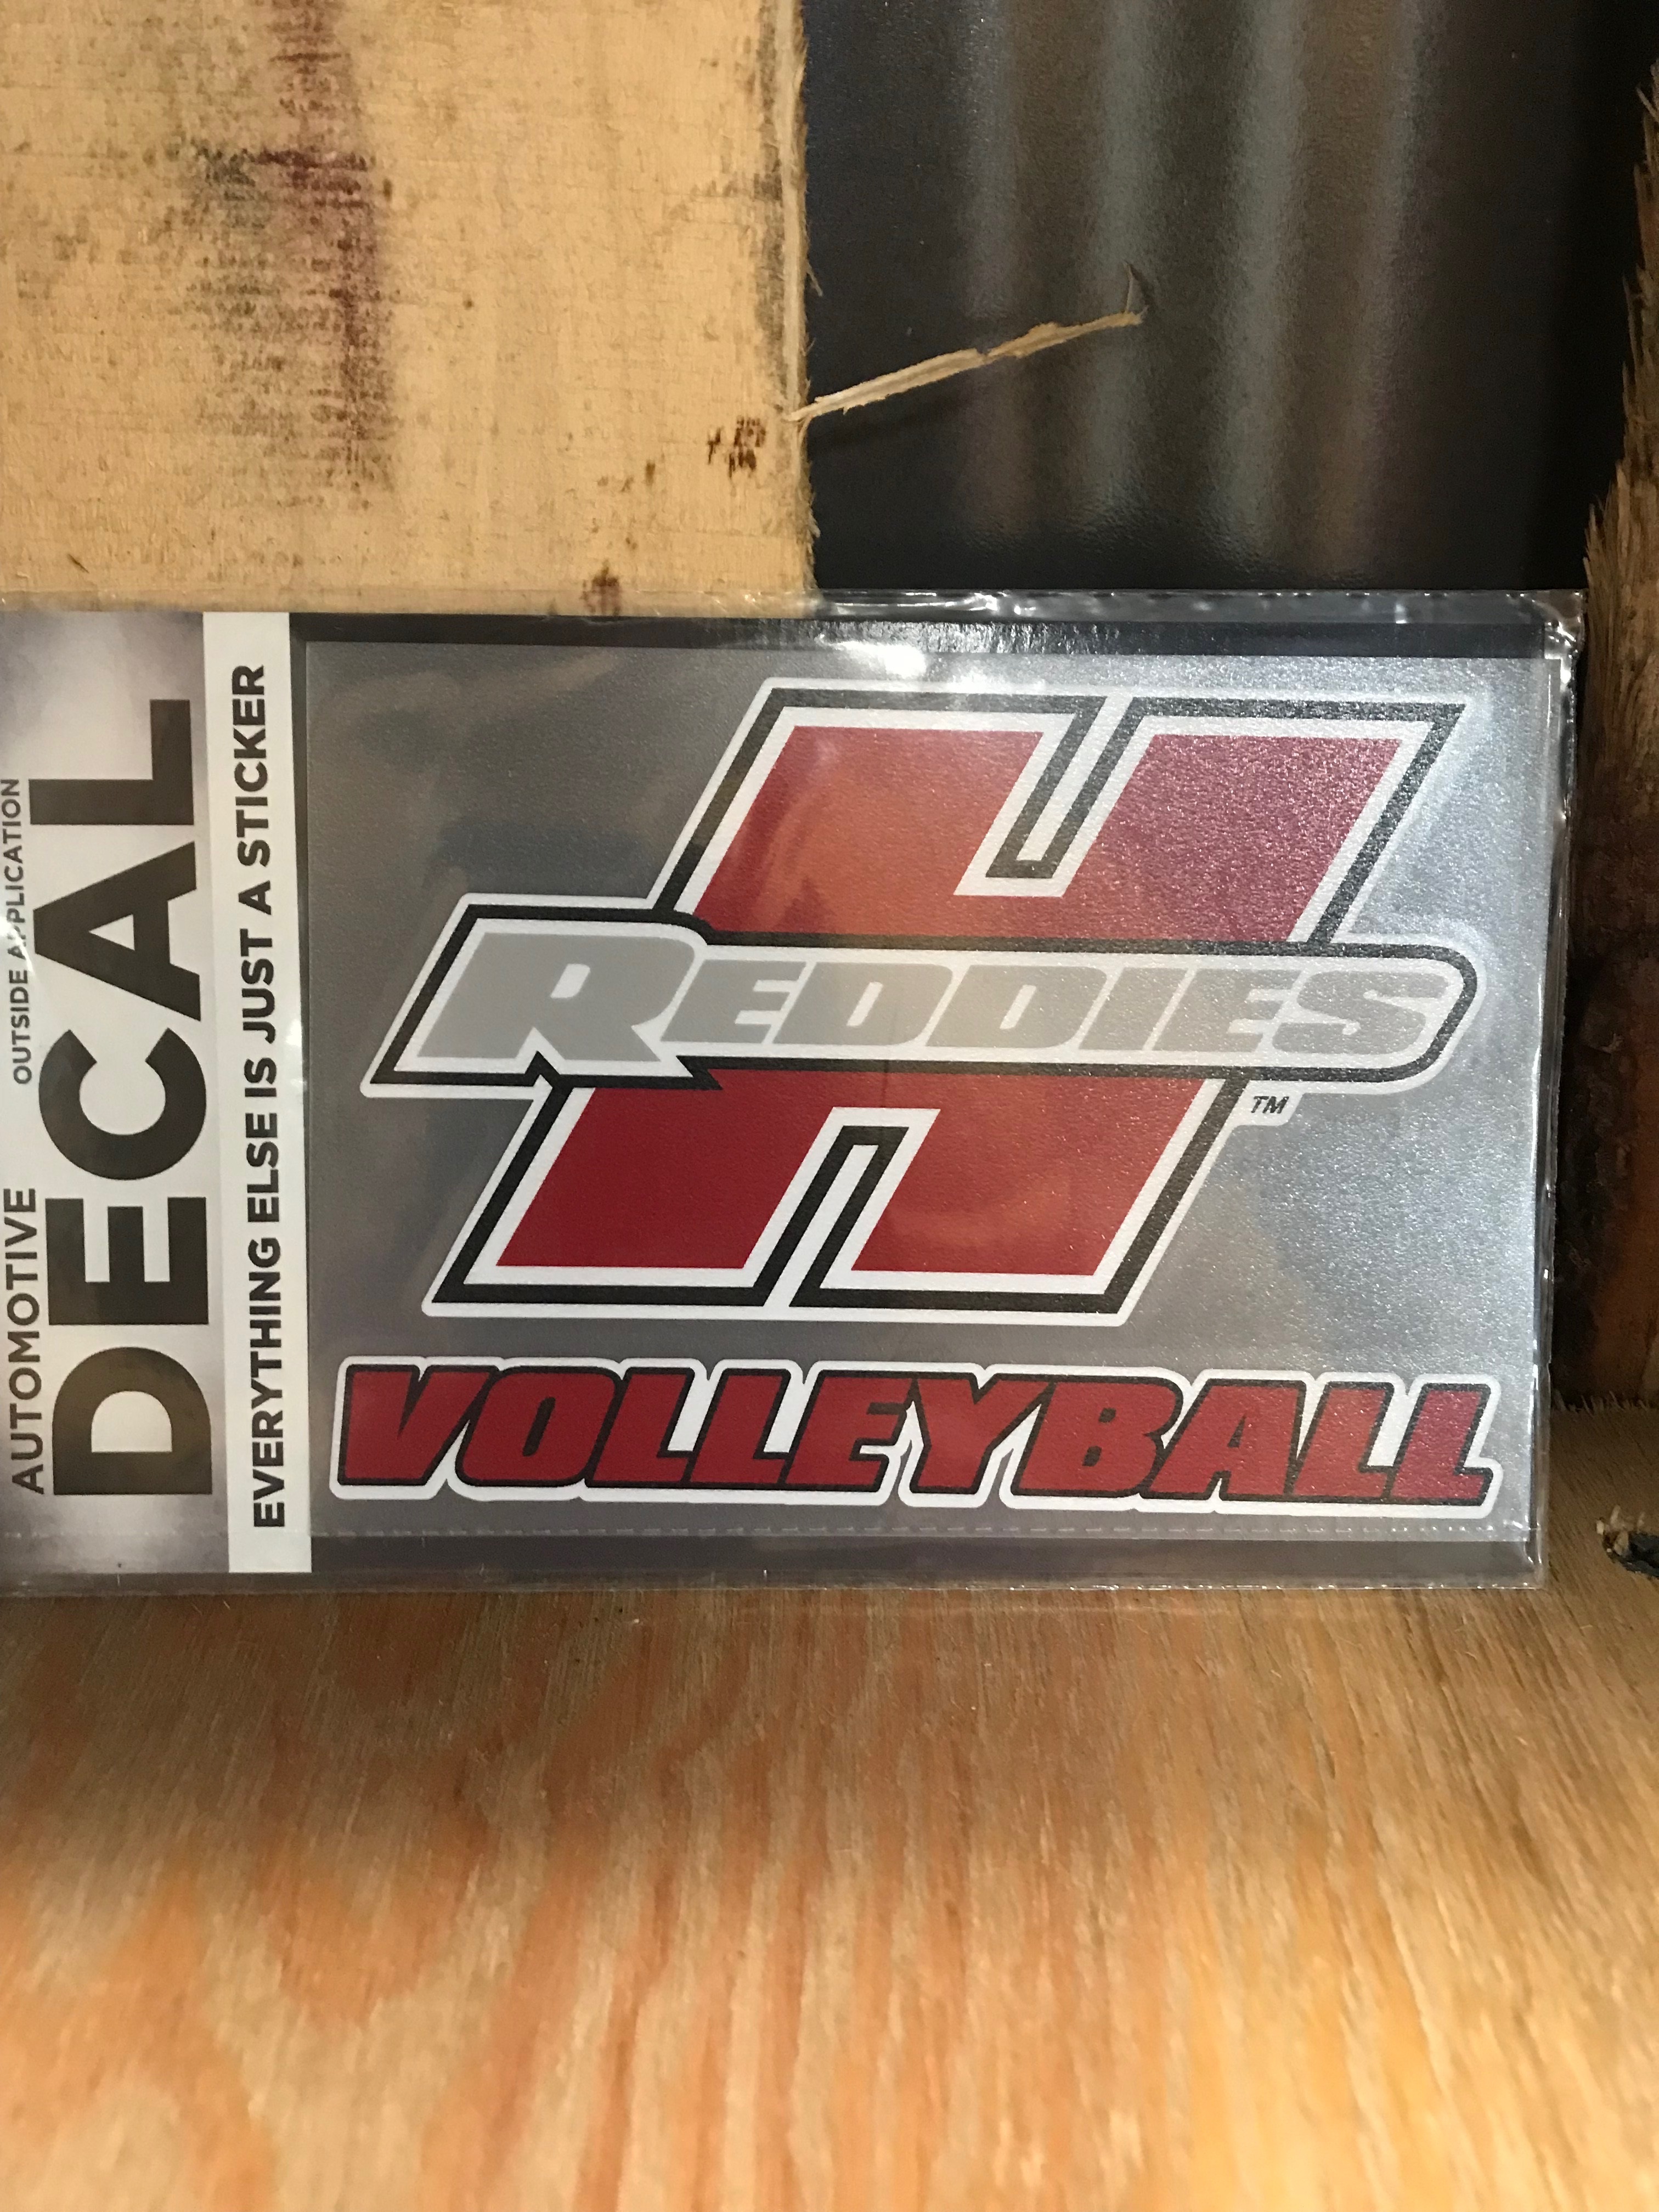 AUTOMOTIVE OUTSIDE APPLICATION
DECAL
EVERYTHING ELSE IS JUST A STICKER
H
REDDIES
TM
VOLLEYBALL